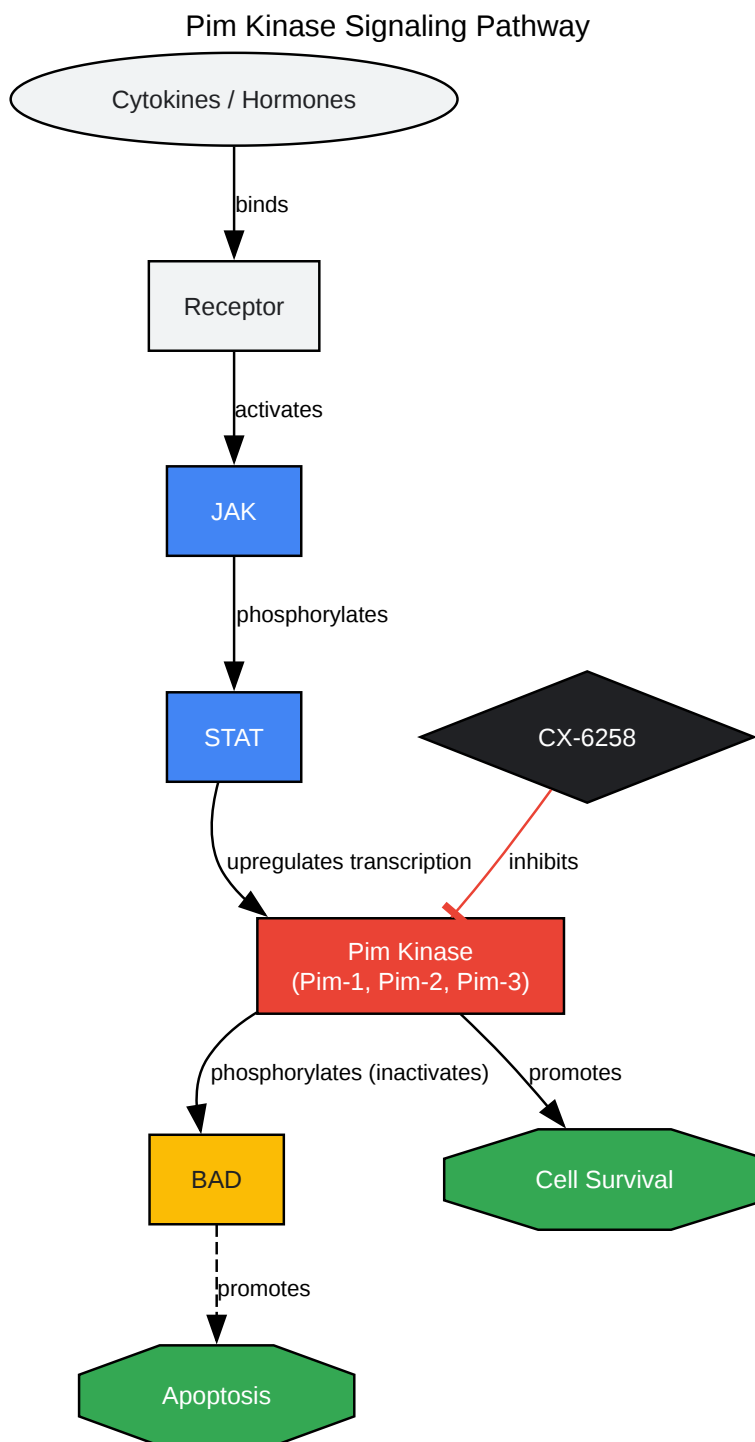 Pim Kinase Signaling Pathway
Cytokines / Hormones
binds
Receptor
activates
JAK
phosphorylates
STAT
CX-6258
upregulates transcription
inhibits
Pim Kinase
(Pim-1, Pim-2, Pim-3)
phosphorylates (inactivates)
promotes
BAD
Cell Survival
promotes
Apoptosis